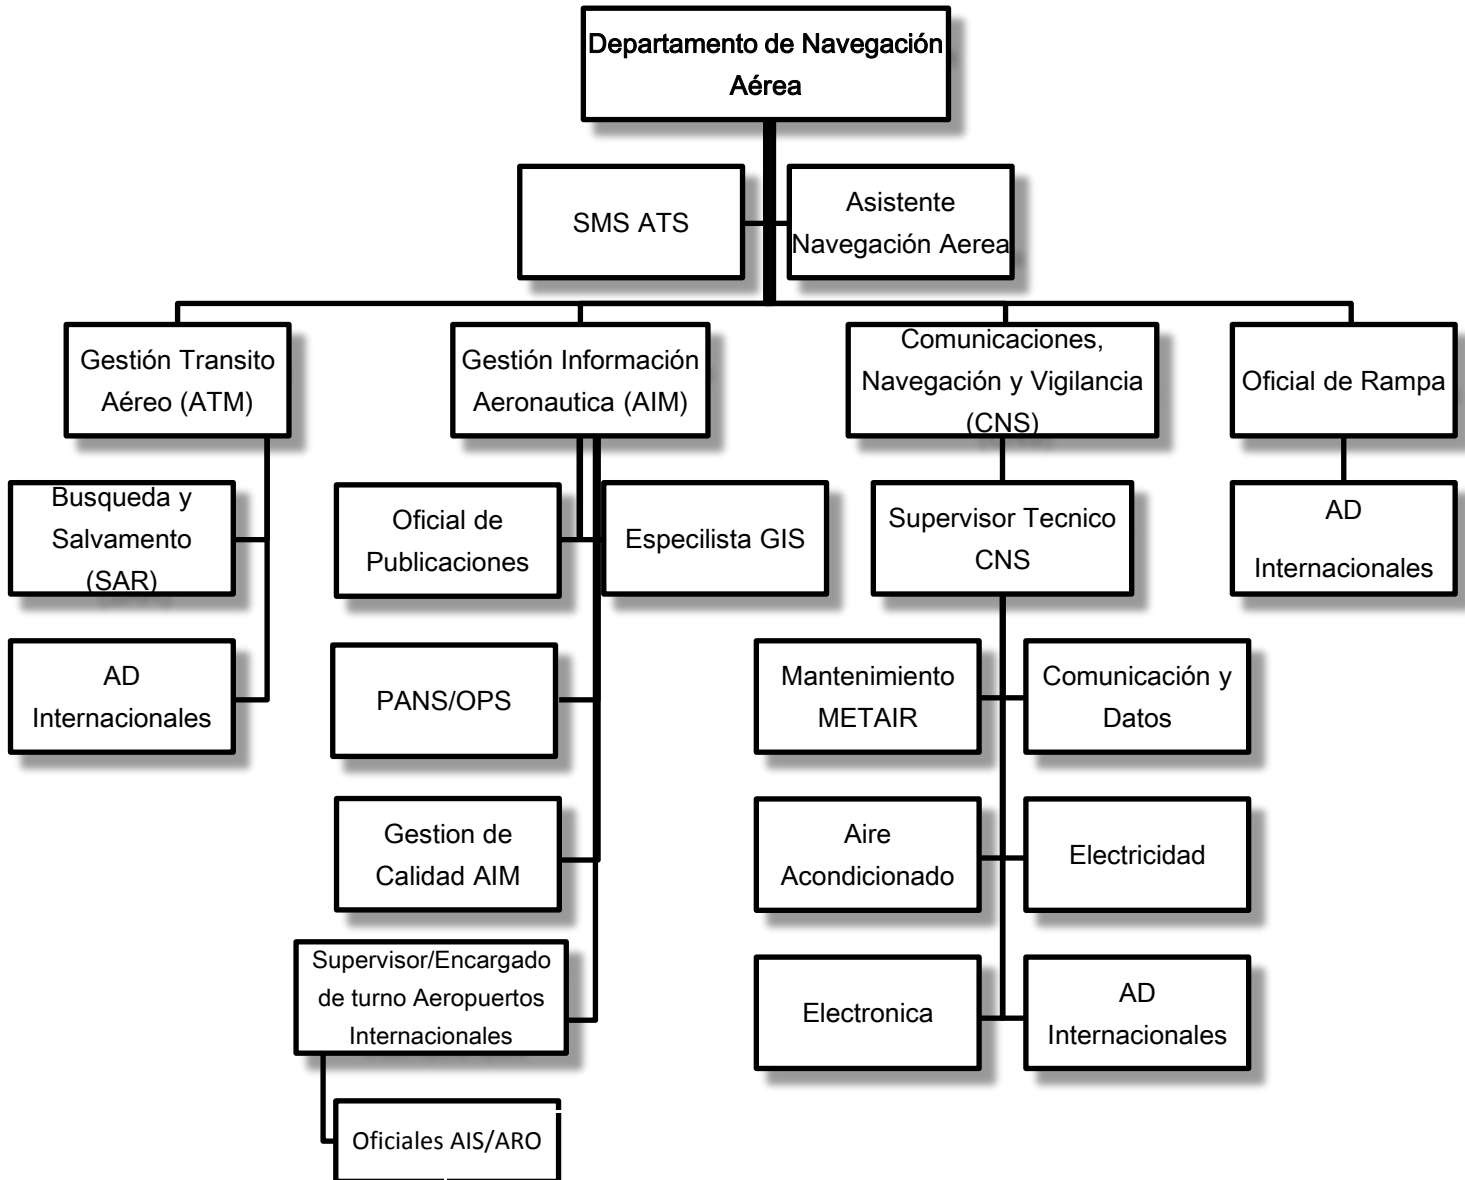 Departamento de Navegación
Aérea
SMS ATS
Asistente
Navegación Aerea
Gestión Transito
Aéreo (ATM)
Gestión Información
Aeronautica (AIM)
Comunicaciones,
Navegación y Vigilancia
(CNS)
Oficial de Rampa
Busqueda y
Salvamento
(SAR)
Oficial de
Publicaciones
Especilista GIS
Supervisor Tecnico
CNS
AD
Internacionales
AD
Internacionales
PANS/OPS
Mantenimiento
METAIR
Comunicación y
Datos
Gestion de
Calidad AIM
Aire
Acondicionado
Electricidad
Supervisor/Encargado
de turno Aeropuertos
Internacionales
Electronica
AD
Internacionales
Oficiales AIS/ARO